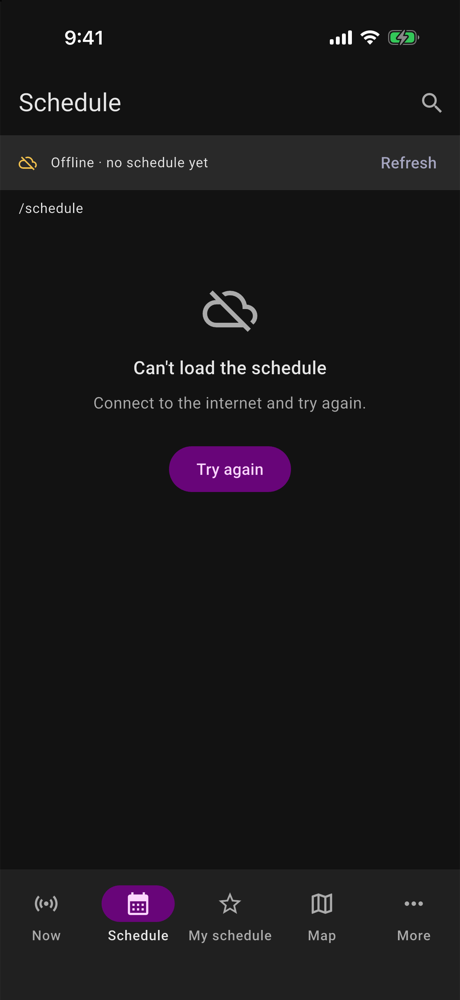 9:41
Schedule
Offline · no schedule yet
Refresh
/schedule
Can't load the schedule
Connect to the internet and try again.
Try again
Now
Schedule
My schedule
Map
More